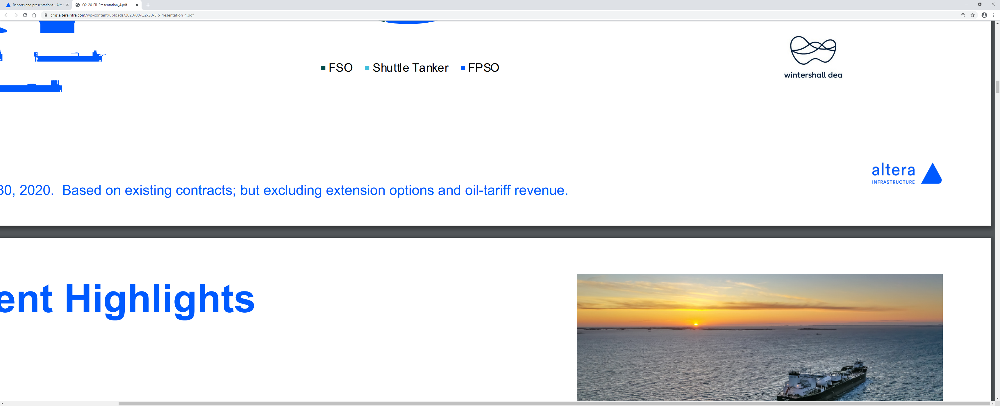 Reports and presentations - Alte
Q2-20-ER-Presentation_4.pdf
cms.alterainfra.com/wp-content/uploads/2020/08/Q2-20-ER-Presentation_4.pdf
FSO
Shuttle Tanker
FPSO
wintershall dea
altera
INFRASTRUCTURE
30, 2020. Based on existing contracts; but excluding extension options and oil-tariff revenue.
ent Highlights